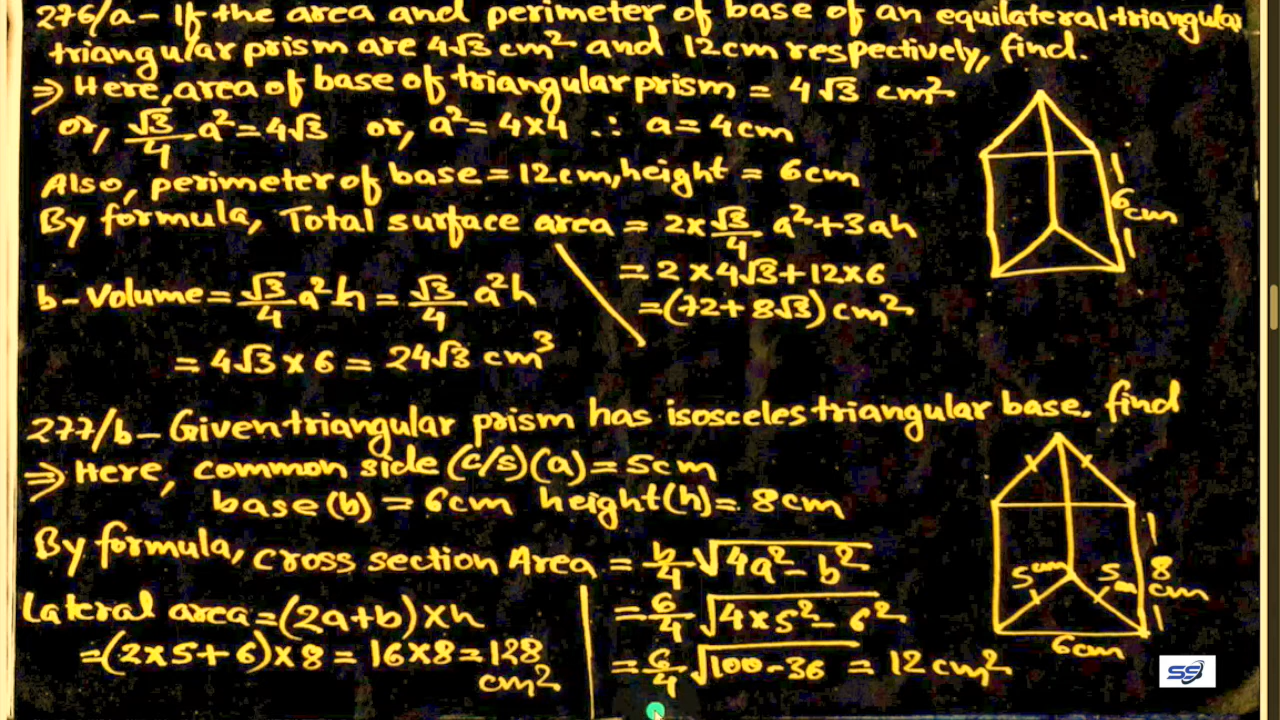 276/a- If the area and perimeter of base of an equilateral triangular
triangular prism are 4√3 cm² and 12cm respectively, find.
⇒ Here, area of base of triangular prism = 4√3 cm²
or, √3/4 a² = 4√3 or, a² = 4×4 ∴ a = 4cm
Also, perimeter of base = 12cm, height = 6cm
By formula, Total surface area = 2×√3/4 a² + 3ah
= 2×4√3+12×6
=(72+8√3) cm²
b- Volume = √3/4 a²h = √3/4 a²h
= 4√3 × 6 = 24√3 cm³
6cm
277/b- Given triangular prism has isosceles triangular base. find
⇒ Here, common side (c/s)(a) = 5cm
base (b) = 6cm height(h)= 8cm
By formula, cross section Area = b/4 √4a²-b²
= 6/4 √4×5²-6²
= 6/4 √100-36 = 12cm²
Lateral area = (2a+b)×h
=(2×5+6)×8 = 16×8=128
cm²
5cm
5cm
8
cm
6cm
SS